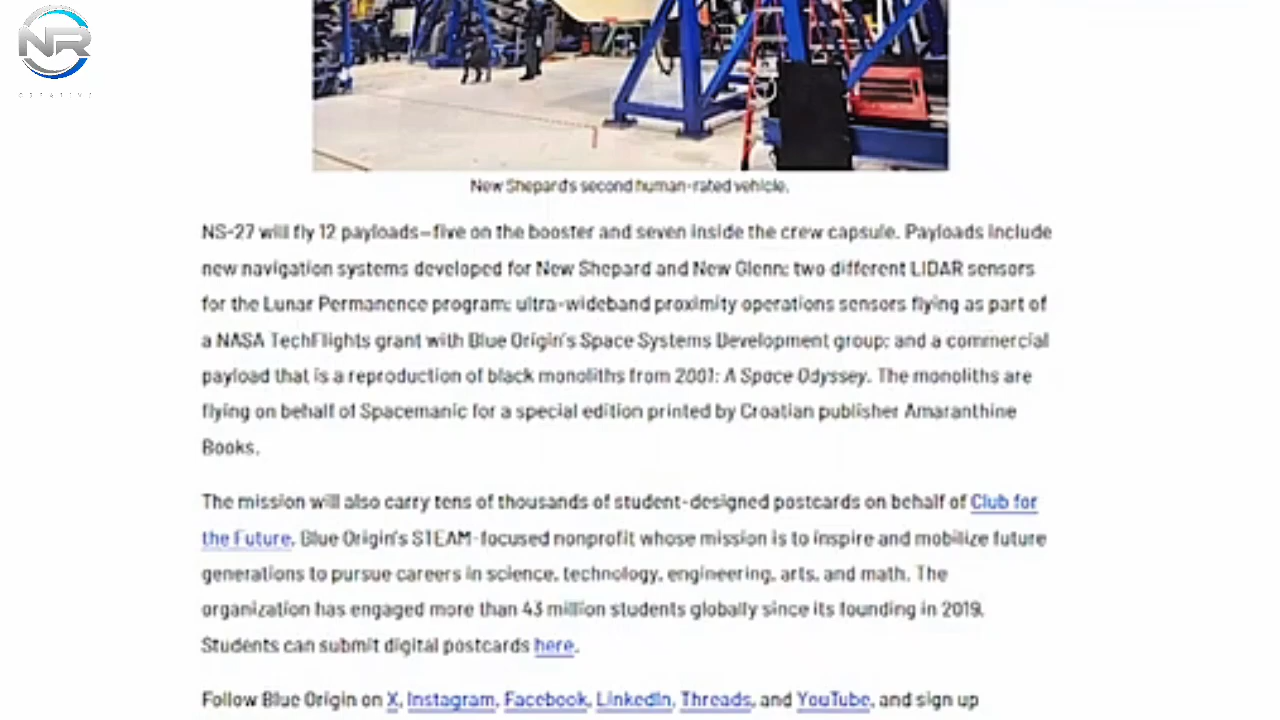 NR
CREATIVE
New Shepard's second human-rated vehicle.
NS-27 will fly 12 payloads—five on the booster and seven inside the crew capsule. Payloads include
new navigation systems developed for New Shepard and New Glenn; two different LIDAR sensors
for the Lunar Permanence program; ultra-wideband proximity operations sensors flying as part of
a NASA TechFlights grant with Blue Origin's Space Systems Development group; and a commercial
payload that is a reproduction of black monoliths from 2001: A Space Odyssey. The monoliths are
flying on behalf of Spacemanic for a special edition printed by Croatian publisher Amaranthine
Books.
The mission will also carry tens of thousands of student-designed postcards on behalf of Club for
the Future, Blue Origin's STEAM-focused nonprofit whose mission is to inspire and mobilize future
generations to pursue careers in science, technology, engineering, arts, and math. The
organization has engaged more than 43 million students globally since its founding in 2019.
Students can submit digital postcards here.
Follow Blue Origin on X, Instagram, Facebook, LinkedIn, Threads, and YouTube, and sign up